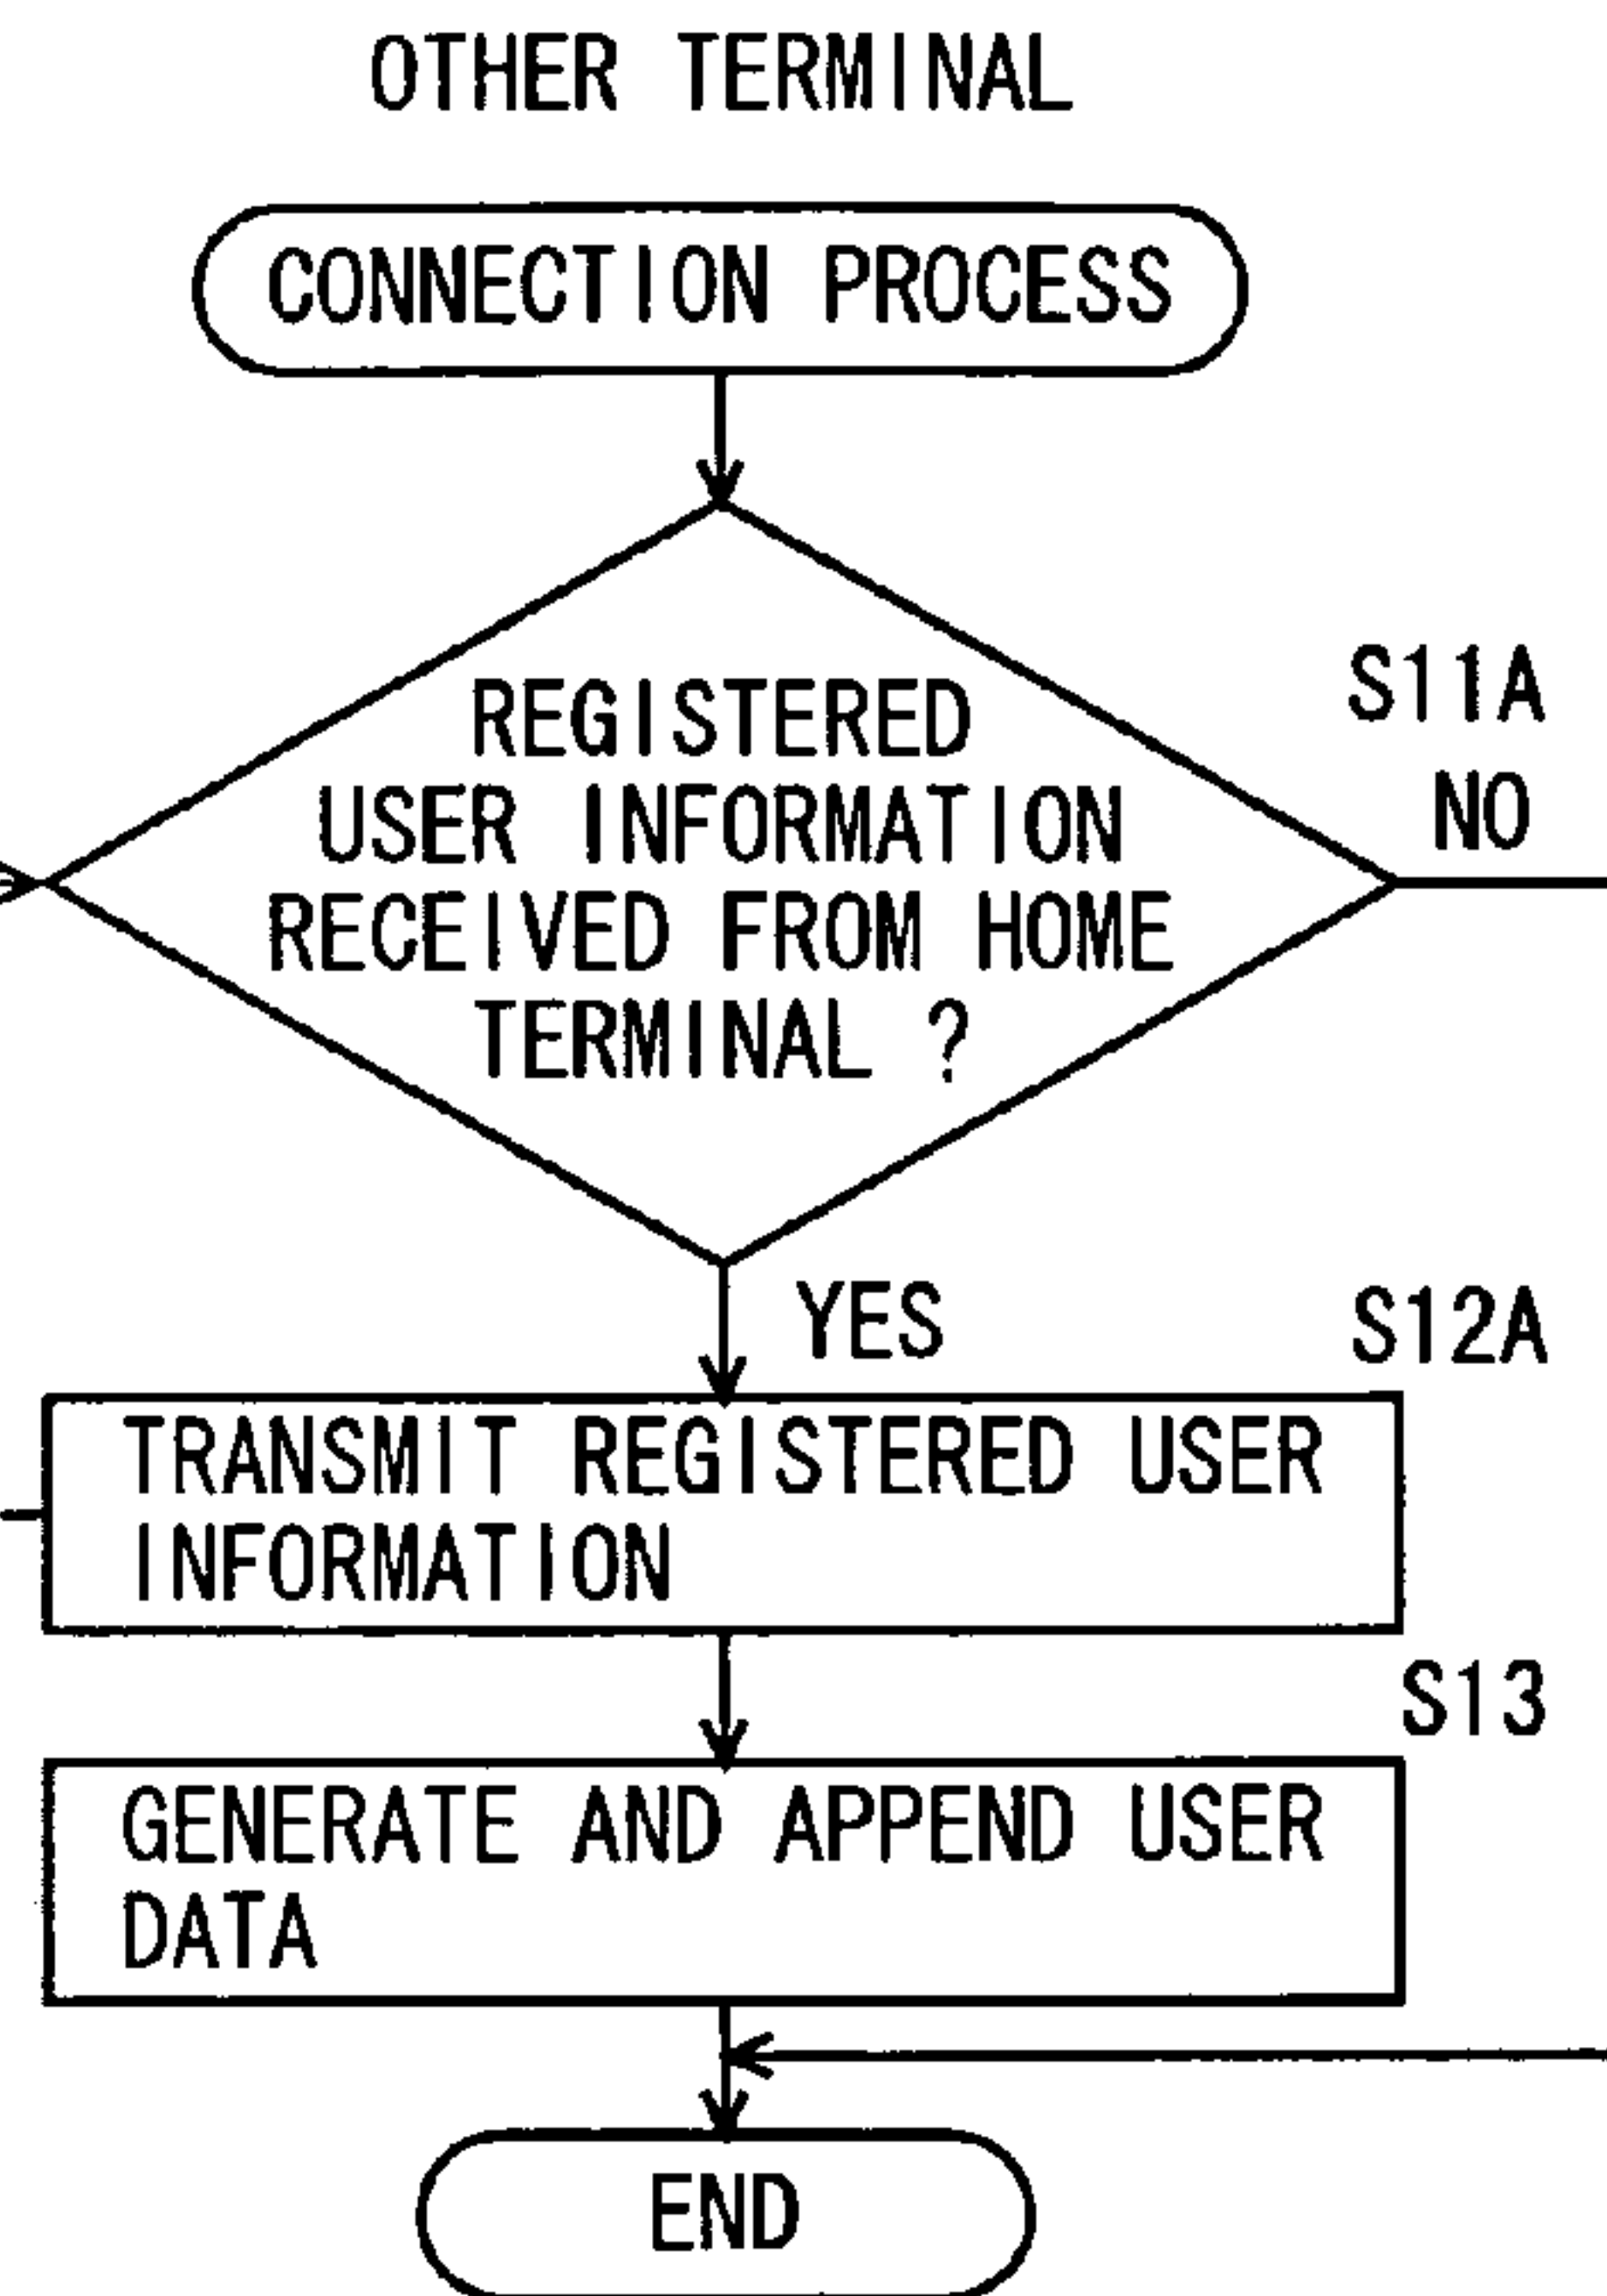 OTHER TERMINAL
CONNECTION PROCESS
REGISTERED
USER INFORMATION
RECEIVED FROM HOME
TERMINAL ?
S11A
NO
YES
S12A
TRANSMIT REGISTERED USER
INFORMATION
S13
GENERATE AND APPEND USER
DATA
END